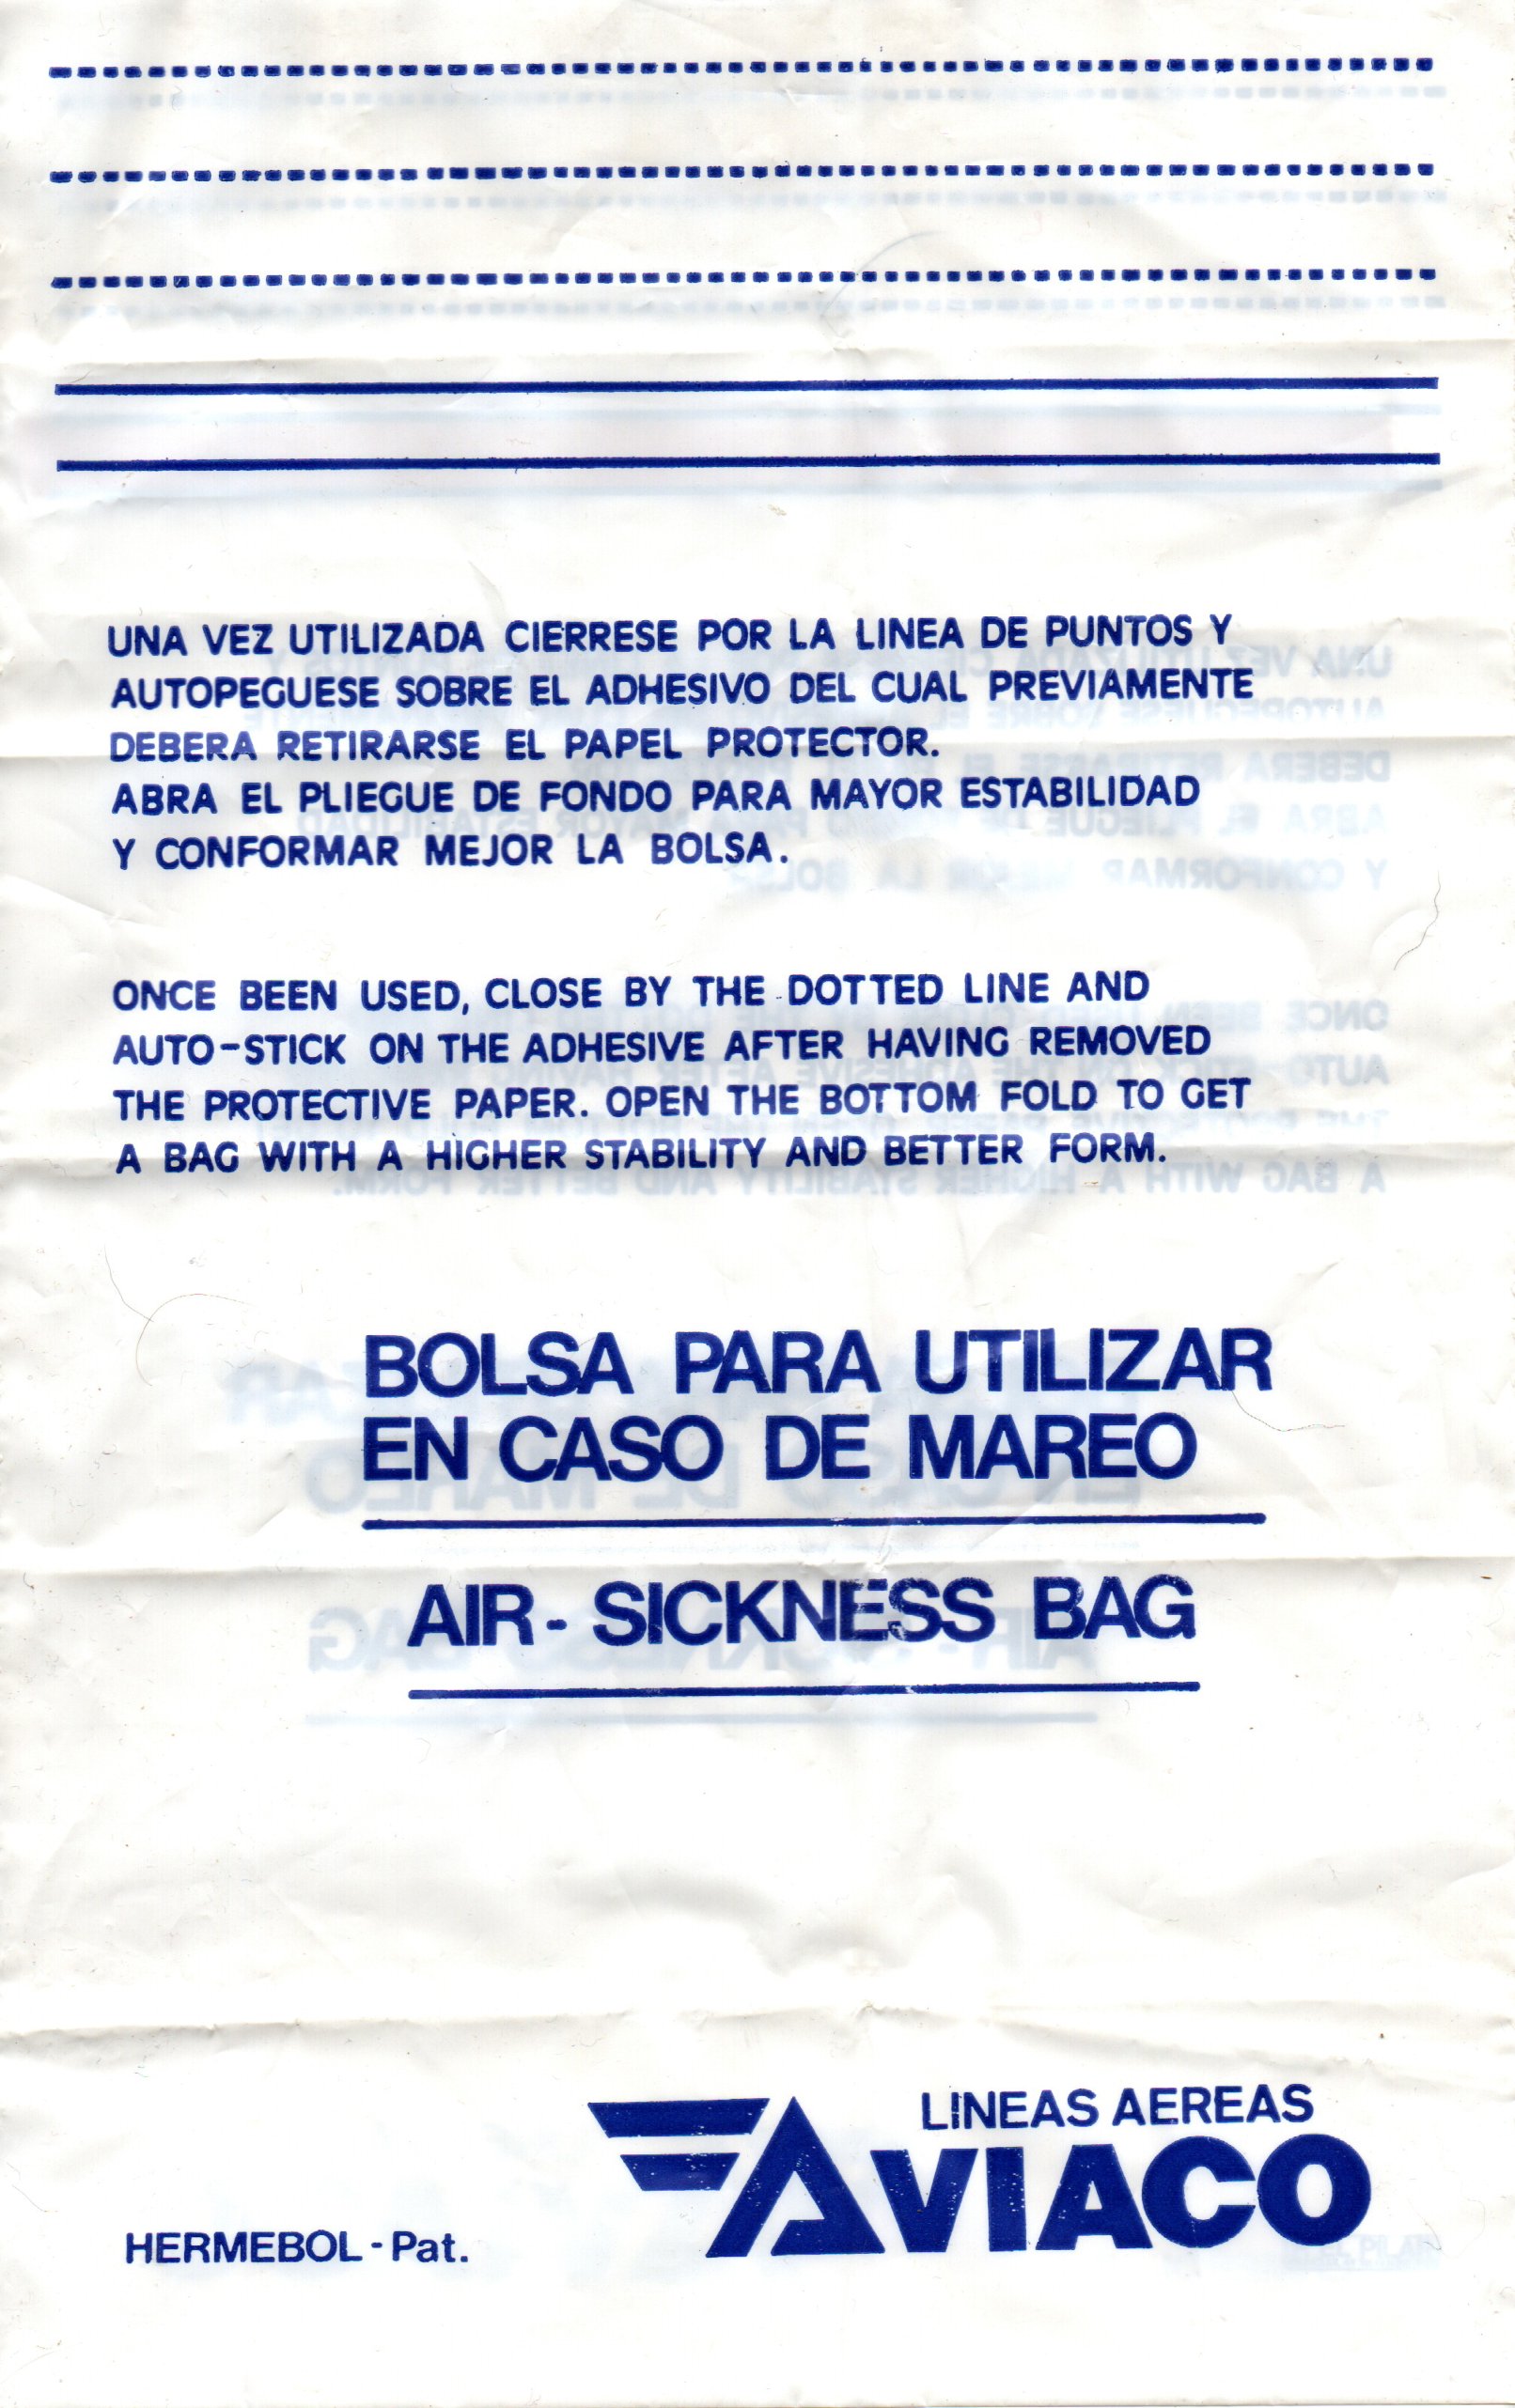 UNA VEZ UTILIZADA CIERRESE POR LA LINEA DE PUNTOS Y
AUTOPEGUESE SOBRE EL ADHESIVO DEL CUAL PREVIAMENTE
DEBERA RETIRARSE EL PAPEL PROTECTOR.
ABRA EL PLIEGUE DE FONDO PARA MAYOR ESTABILIDAD
Y CONFORMAR MEJOR LA BOLSA.
ONCE BEEN USED, CLOSE BY THE DOTTED LINE AND
AUTO-STICK ON THE ADHESIVE AFTER HAVING REMOVED
THE PROTECTIVE PAPER. OPEN THE BOTTOM FOLD TO GET
A BAG WITH A HIGHER STABILITY AND BETTER FORM.
BOLSA PARA UTILIZAR
EN CASO DE MAREO
AIR - SICKNESS BAG
LINEAS AEREAS
AVIACO
HERMEBOL - Pat.